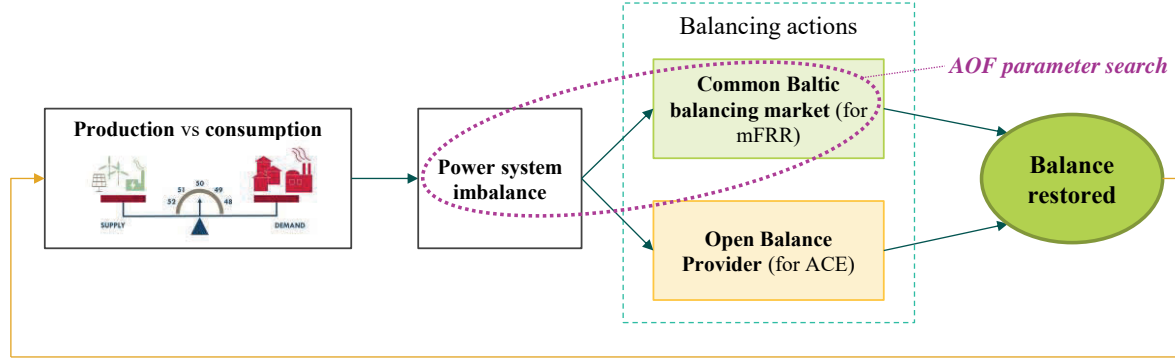 Balancing actions
AOF parameter search
Production vs consumption
52
51
50
49
48
SUPPLY
DEMAND
Power system
imbalance
Common Baltic
balancing market (for
mFRR)
Open Balance
Provider (for ACE)
Balance
restored